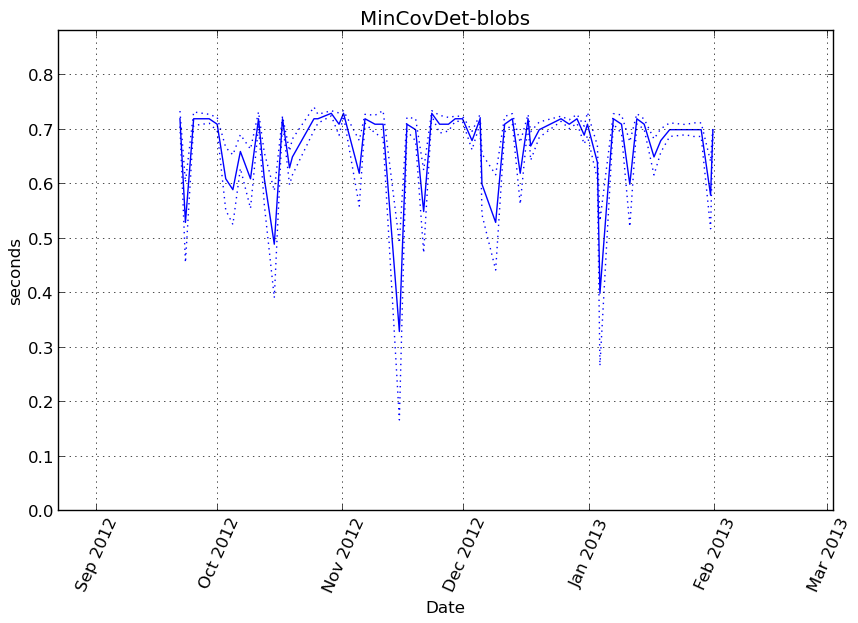 MinCovDet-blobs
seconds
0.8
0.7
0.6
0.5
0.4
0.3
0.2
0.1
0.0
Sep 2012
Oct 2012
Nov 2012
Dec 2012
Jan 2013
Feb 2013
Mar 2013
Date